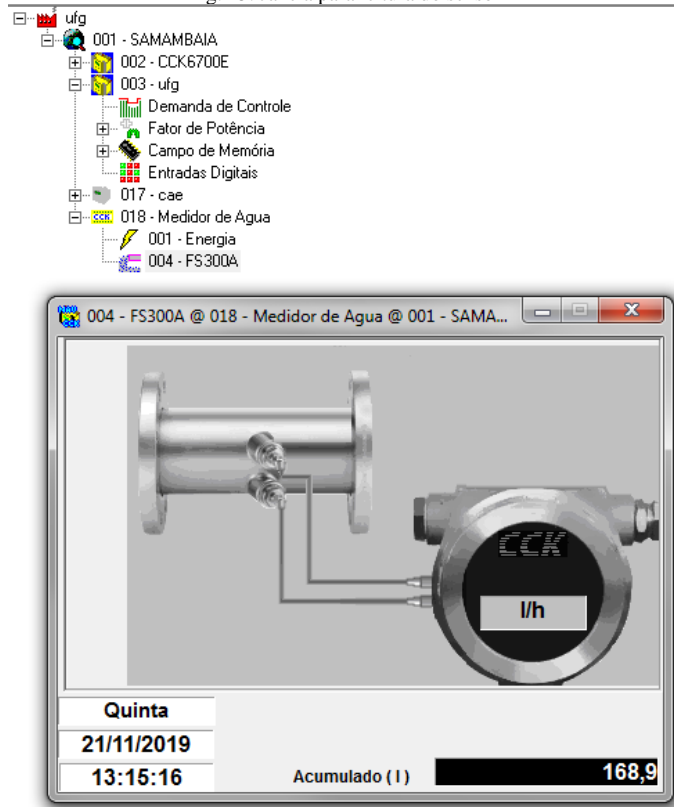 ufg
001 - SAMAMBAIA
002 - CCK6700E
003 - ufg
Demanda de Controle
Fator de Potência
Campo de Memória
Entradas Digitais
017 - cae
CCK 018 - Medidor de Agua
001 - Energia
004 - FS300A
004 - FS300A @ 018 - Medidor de Agua @ 001 - SAMA...
CCK
l/h
Quinta
21/11/2019
13:15:16
Acumulado ( l )
168,9